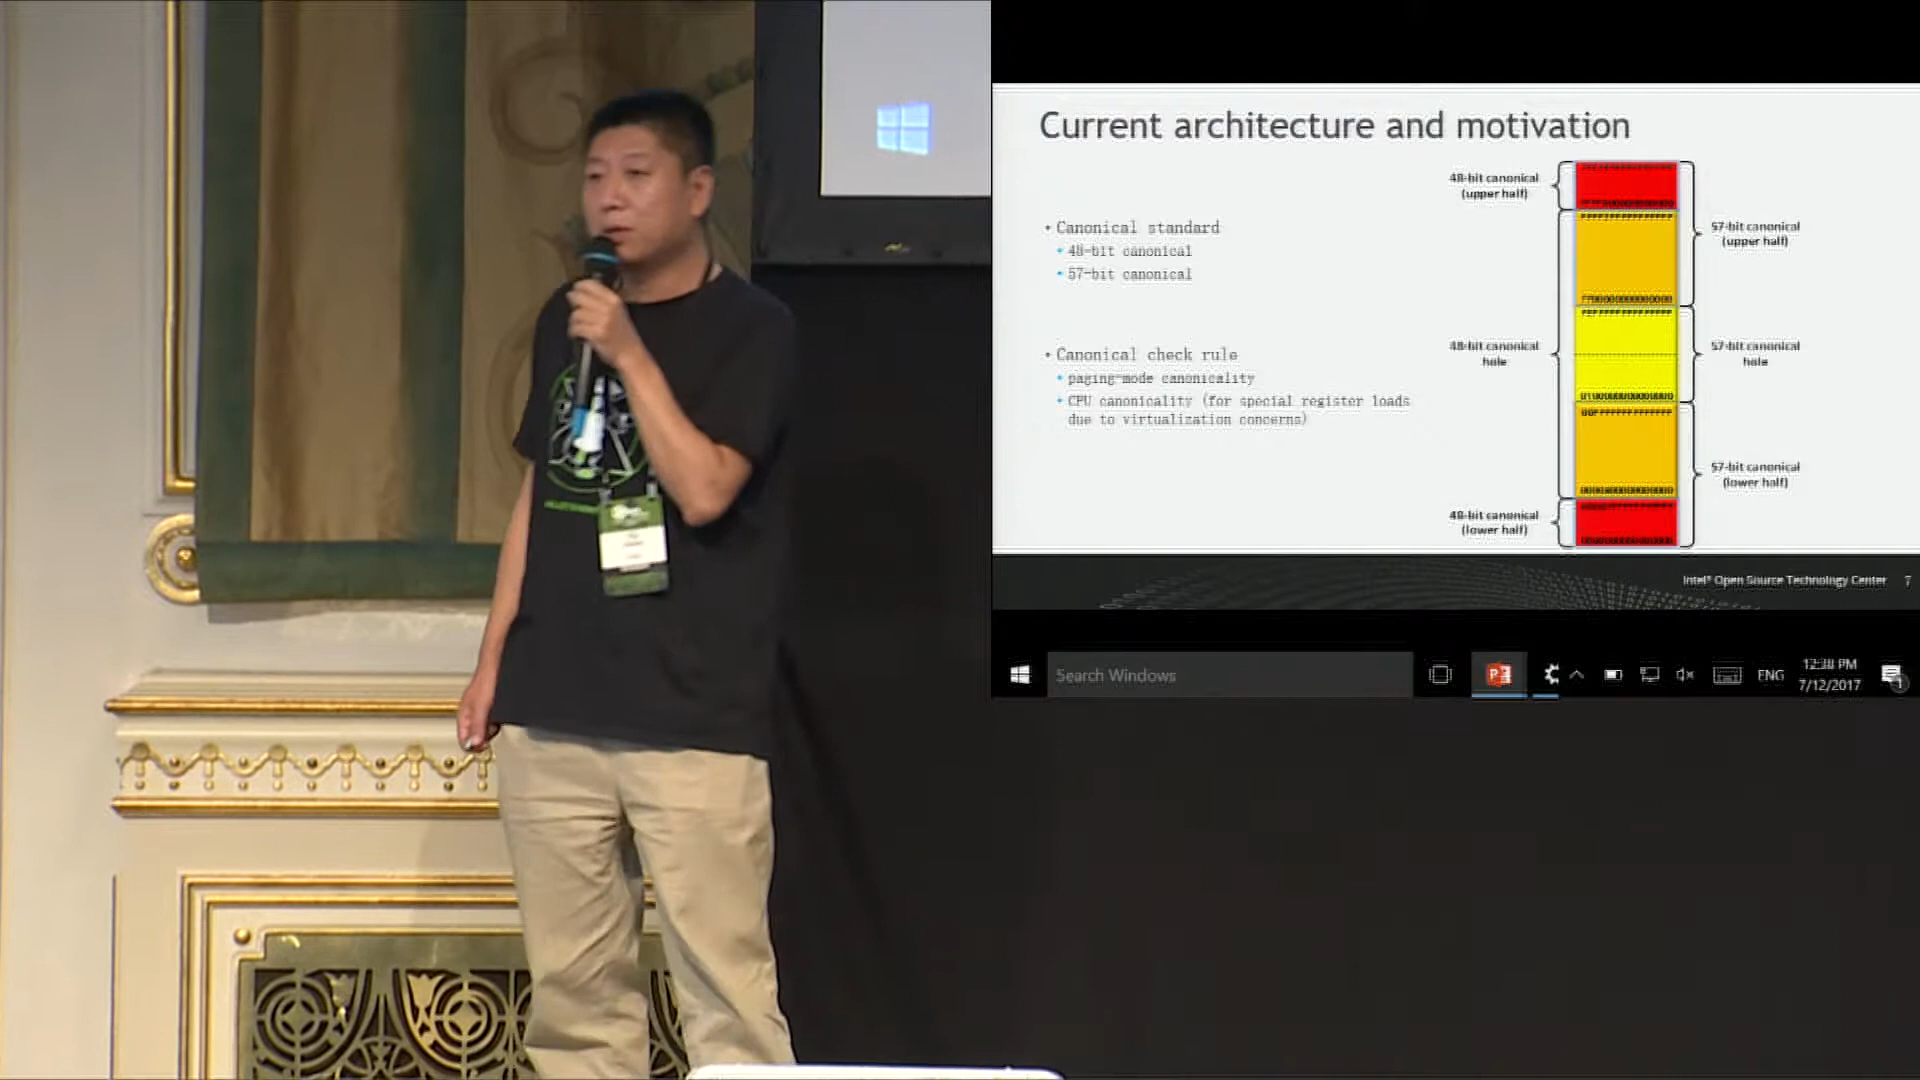 Current architecture and motivation
• Canonical standard
• 48-bit canonical
• 57-bit canonical
• Canonical check rule
• paging-mode canonicality
• CPU canonicality (for special register loads
due to virtualization concerns)
48-bit canonical
(upper half)
57-bit canonical
(upper half)
48-bit canonical
hole
57-bit canonical
hole
57-bit canonical
(lower half)
48-bit canonical
(lower half)
Intel® Open Source Technology Center 7
Search Windows
ENG
12:38 PM
7/12/2017
1